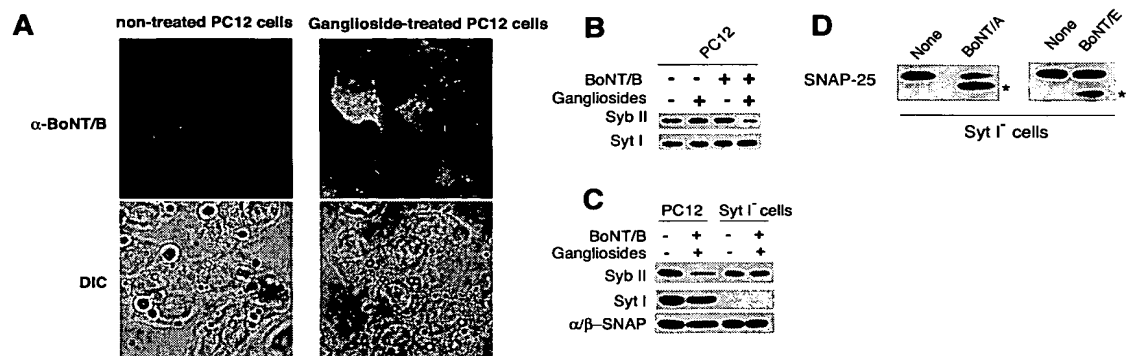 A
non-treated PC12 cells
Ganglioside-treated PC12 cells
α-BoNT/B
DIC
B
PC12
BoNT/B - - + +
Gangliosides - + - +
Syb II
Syt I
C
PC12 Syt I⁻ cells
BoNT/B - + - +
Gangliosides - + - +
Syb II
Syt I
α/β–SNAP
D
None BoNT/A None BoNT/E
SNAP-25
* *
Syt I⁻ cells